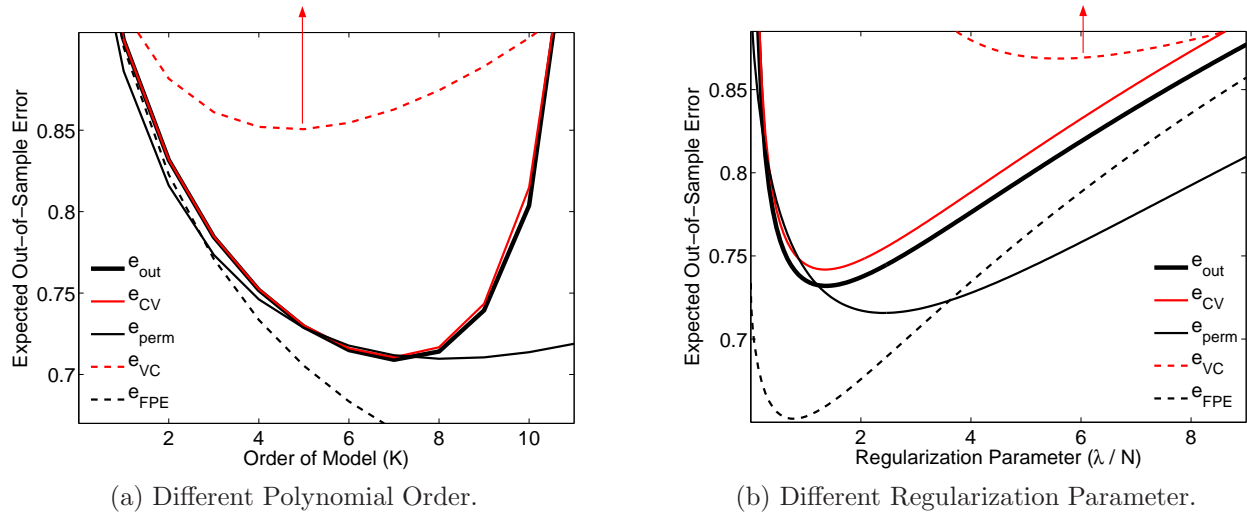 Expected Out−of−Sample Error
0.85
0.8
0.75
0.7
e_out
e_CV
e_perm
e_VC
e_FPE
2 4 6 8 10
Order of Model (K)
(a) Different Polynomial Order.
Expected Out−of−Sample Error
0.85
0.8
0.75
0.7
e_out
e_CV
e_perm
e_VC
e_FPE
2 4 6 8
Regularization Parameter (λ / N)
(b) Different Regularization Parameter.